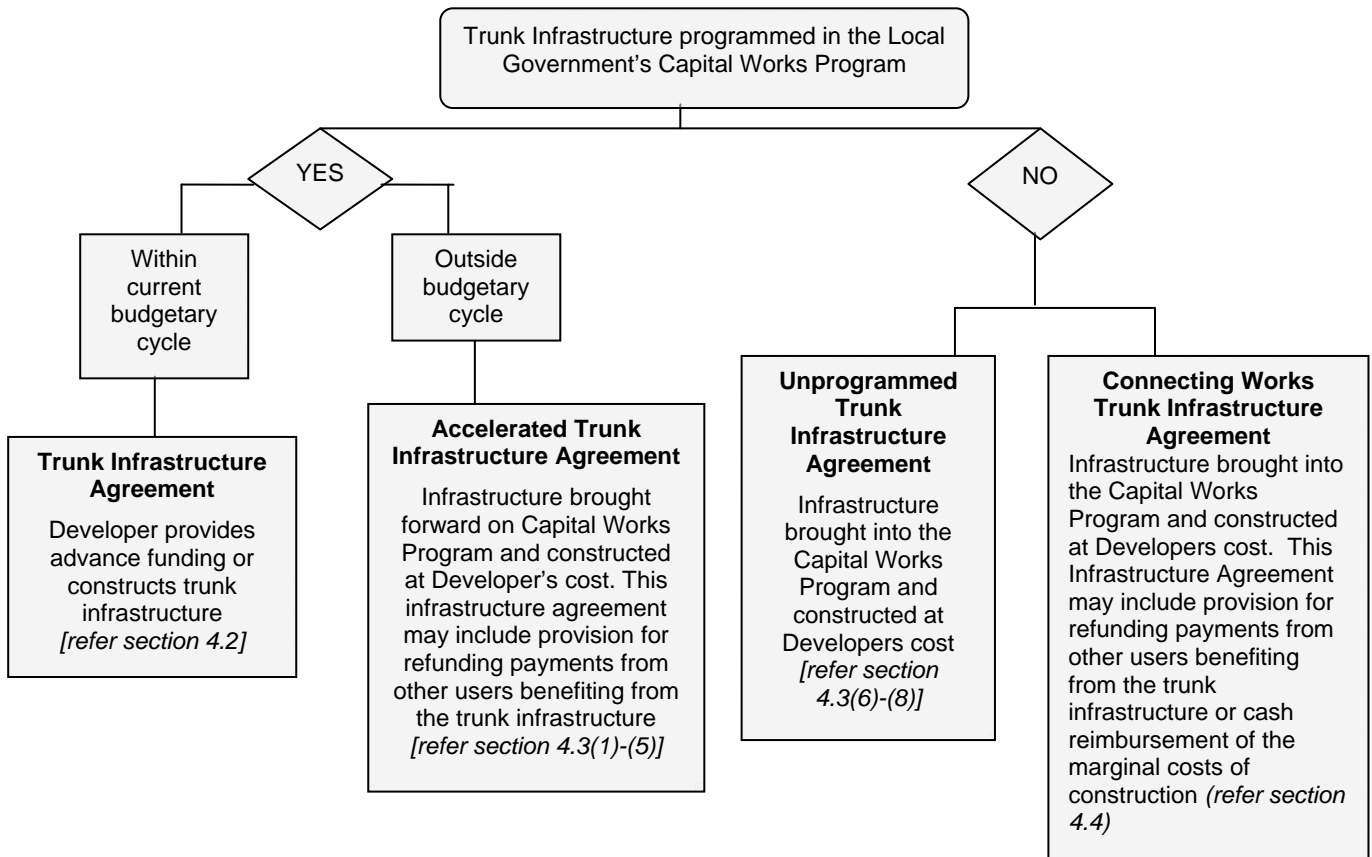 Trunk Infrastructure programmed in the Local
Government's Capital Works Program
YES
NO
Within
current
budgetary
cycle
Outside
budgetary
cycle
Trunk Infrastructure
Agreement
Developer provides
advance funding or
constructs trunk
infrastructure
[refer section 4.2]
Accelerated Trunk
Infrastructure Agreement
Infrastructure brought
forward on Capital Works
Program and constructed
at Developer's cost. This
infrastructure agreement
may include provision for
refunding payments from
other users benefiting from
the trunk infrastructure
[refer section 4.3(1)-(5)]
Unprogrammed
Trunk
Infrastructure
Agreement
Infrastructure
brought into the
Capital Works
Program and
constructed at
Developers cost
[refer section
4.3(6)-(8)]
Connecting Works
Trunk Infrastructure
Agreement
Infrastructure brought into
the Capital Works
Program and constructed
at Developers cost.  This
Infrastructure Agreement
may include provision for
refunding payments from
other users benefiting
from the trunk
infrastructure or cash
reimbursement of the
marginal costs of
construction (refer section
4.4)